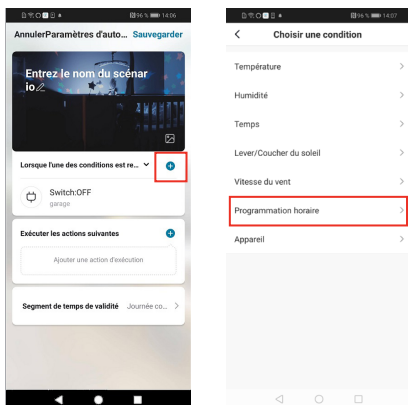 96 % 14:06
AnnulerParamètres d'auto... Sauvegarder
Entrez le nom du scénar
io
Lorsque l'une des conditions est re...
Switch:OFF
garage
Exécuter les actions suivantes
Ajouter une action d'exécution
Segment de temps de validité Journée co...
96 % 14:07
Choisir une condition
Température
Humidité
Temps
Lever/Coucher du soleil
Vitesse du vent
Programmation horaire
Appareil